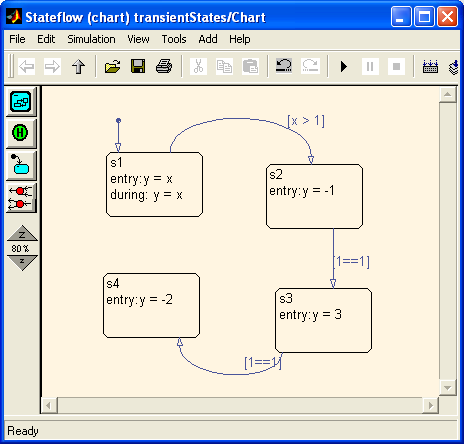 Stateflow (chart) transientStates/Chart
File Edit Simulation View Tools Add Help
[x > 1]
s1
entry:y = x
during: y = x
s2
entry:y = -1
[1==1]
s4
entry:y = -2
s3
entry:y = 3
[1==1]
H
Z
80%
z
Ready